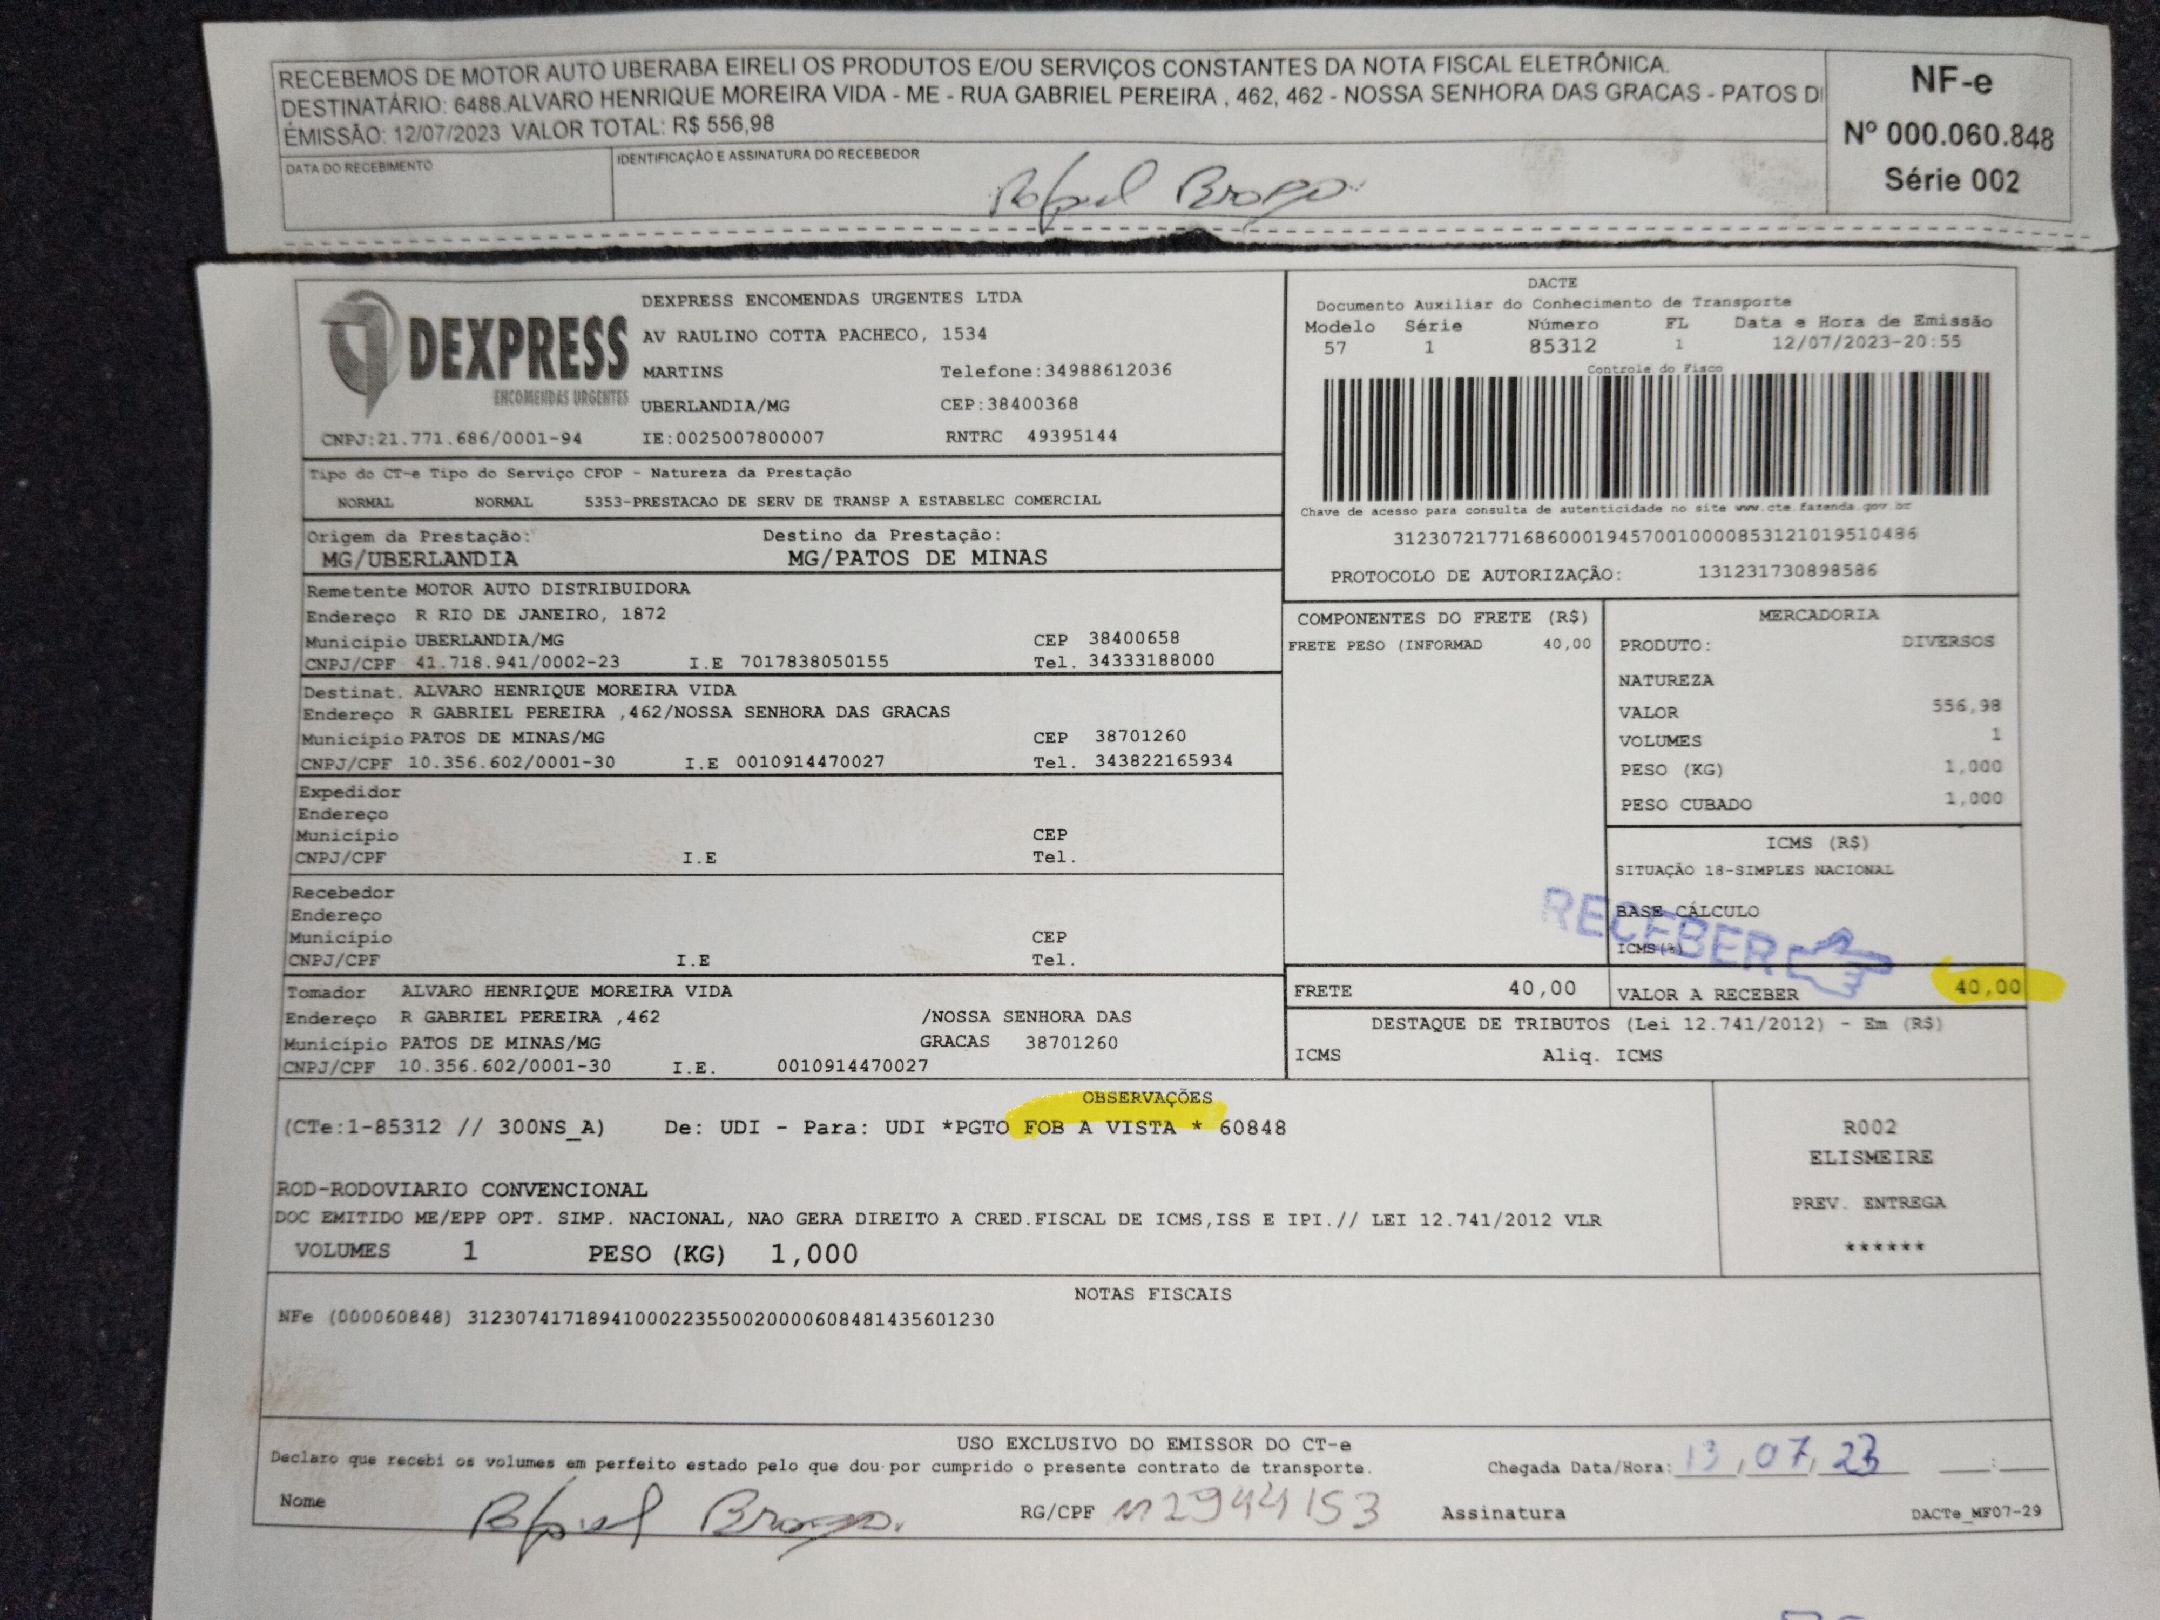 RECEBEMOS DE MOTOR AUTO UBERABA EIRELI OS PRODUTOS E/OU SERVIÇOS CONSTANTES DA NOTA FISCAL ELETRÔNICA.
DESTINATÁRIO: 6488.ALVARO HENRIQUE MOREIRA VIDA - ME - RUA GABRIEL PEREIRA , 462, 462 - NOSSA SENHORA DAS GRACAS - PATOS DI
EMISSÃO: 12/07/2023 VALOR TOTAL: R$ 556,98
DATA DO RECEBIMENTO
IDENTIFICAÇÃO E ASSINATURA DO RECEBEDOR
NF-e
Nº 000.060.848
Série 002
DEXPRESS
ENCOMENDAS URGENTES
CNPJ:21.771.686/0001-94
DEXPRESS ENCOMENDAS URGENTES LTDA
AV RAULINO COTTA PACHECO, 1534
MARTINS Telefone:34988612036
UBERLANDIA/MG CEP:38400368
IE:0025007800007 RNTRC 49395144
DACTE
Documento Auxiliar do Conhecimento de Transporte
Modelo Série Número FL Data e Hora de Emissão
57 1 85312 1 12/07/2023-20:55
Controle do Fisco
Chave de acesso para consulta de autenticidade no site www.cte.fazenda.gov.br
31230721771686000194570010000853121019510486
PROTOCOLO DE AUTORIZAÇÃO: 131231730898586
Tipo do CT-e Tipo do Serviço CFOP - Natureza da Prestação
NORMAL NORMAL 5353-PRESTACAO DE SERV DE TRANSP A ESTABELEC COMERCIAL
Origem da Prestação: Destino da Prestação:
MG/UBERLANDIA MG/PATOS DE MINAS
Remetente MOTOR AUTO DISTRIBUIDORA
Endereço R RIO DE JANEIRO, 1872
Município UBERLANDIA/MG CEP 38400658
CNPJ/CPF 41.718.941/0002-23 I.E 7017838050155 Tel. 34333188000
Destinat. ALVARO HENRIQUE MOREIRA VIDA
Endereço R GABRIEL PEREIRA ,462/NOSSA SENHORA DAS GRACAS
Município PATOS DE MINAS/MG CEP 38701260
CNPJ/CPF 10.356.602/0001-30 I.E 0010914470027 Tel. 343822165934
Expedidor
Endereço
Município CEP
CNPJ/CPF I.E Tel.
Recebedor
Endereço
Município CEP
CNPJ/CPF I.E Tel.
Tomador ALVARO HENRIQUE MOREIRA VIDA
Endereço R GABRIEL PEREIRA ,462 /NOSSA SENHORA DAS
Município PATOS DE MINAS/MG GRACAS 38701260
CNPJ/CPF 10.356.602/0001-30 I.E. 0010914470027
COMPONENTES DO FRETE (R$)
FRETE PESO (INFORMAD 40,00
MERCADORIA
PRODUTO: DIVERSOS
NATUREZA
VALOR 556,98
VOLUMES 1
PESO (KG) 1,000
PESO CUBADO 1,000
ICMS (R$)
SITUAÇÃO 18-SIMPLES NACIONAL
BASE CÁLCULO
ICMS(%)
RECEBER
FRETE 40,00 VALOR A RECEBER 40,00
DESTAQUE DE TRIBUTOS (Lei 12.741/2012) - Em (R$)
ICMS Aliq. ICMS
OBSERVAÇÕES
(CTe:1-85312 // 300NS_A) De: UDI - Para: UDI *PGTO FOB A VISTA * 60848
ROD-RODOVIARIO CONVENCIONAL
DOC EMITIDO ME/EPP OPT. SIMP. NACIONAL, NAO GERA DIREITO A CRED.FISCAL DE ICMS,ISS E IPI.// LEI 12.741/2012 VLR
VOLUMES 1 PESO (KG) 1,000
R002
ELISMEIRE
PREV. ENTREGA
******
NOTAS FISCAIS
NFe (000060848) 31230741718941000223550020000608481435601230
USO EXCLUSIVO DO EMISSOR DO CT-e
Declaro que recebi os volumes em perfeito estado pelo que dou por cumprido o presente contrato de transporte.
Chegada Data/Hora: 13,07,23 __:__
Nome RG/CPF M2944153 Assinatura DACTe_MF07-29